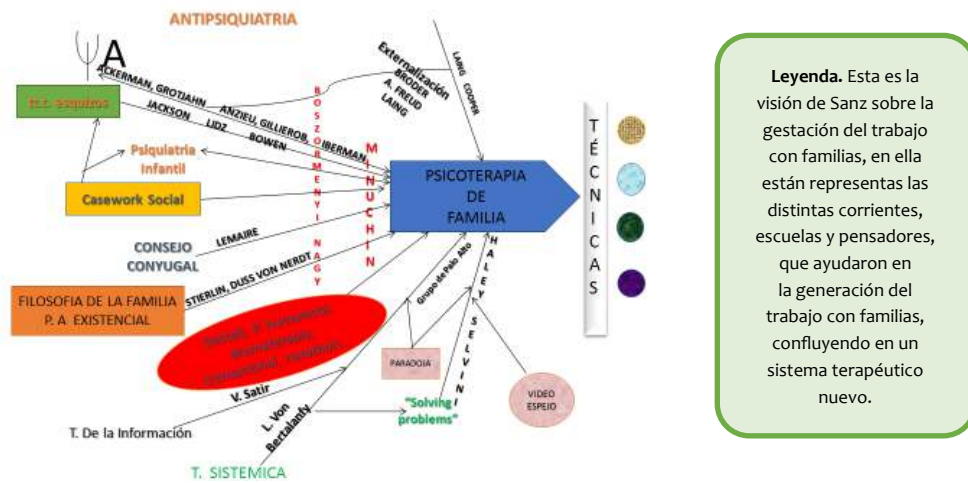 ANTIPSIQUIATRIA
A
ACKERMAN, GROTJAHN ANZIEU, GILLIEROB, IBERMAN,
JACKSON LIDZ BOWEN
esquizos
Psiquiatria
Infantil
Casework Social
CONSEJO
CONYUGAL
LEMAIRE
STIERLIN, DUSS VON NERDT
FILOSOFIA DE LA FAMILIA
P. A EXISTENCIAL
BOSZORMENYI NAGY
MINUCHIN
Externalización
BRODER
A. FREUD
LAING
LAING COOPER
PSICOTERAPIA
DE
FAMILIA
TÉCNICAS
Grupo de Palo Alto
HALEY SELVINI
PARADOJA
VIDEO
ESPEJO
"Solving
problems"
V. Satir
L. Von
Bertalanfy
T. De la Información
T. SISTEMICA
Leyenda. Esta es la
visión de Sanz sobre la
gestación del trabajo
con familias, en ella
están representas las
distintas corrientes,
escuelas y pensadores,
que ayudaron en
la generación del
trabajo con familias,
confluyendo en un
sistema terapéutico
nuevo.